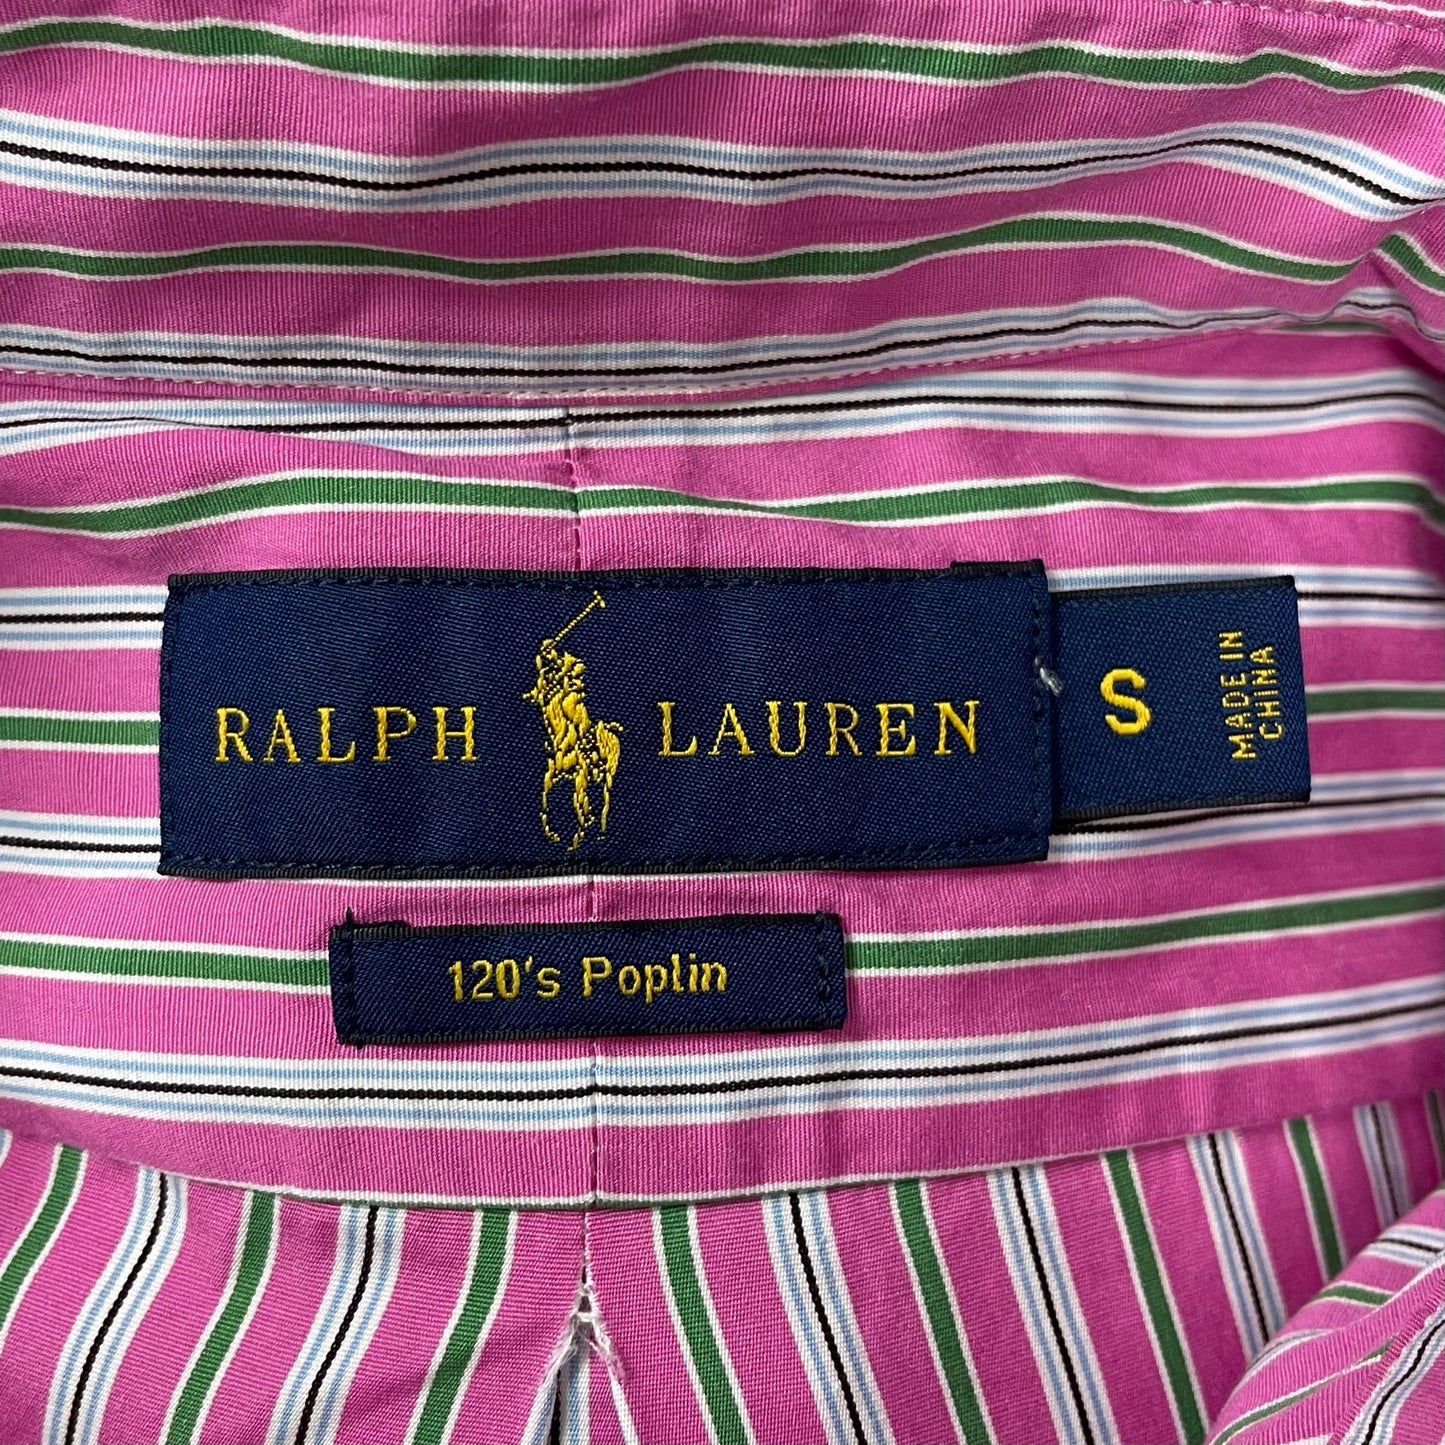 RALPH LAUREN
S
MADE IN
CHINA
120's Poplin